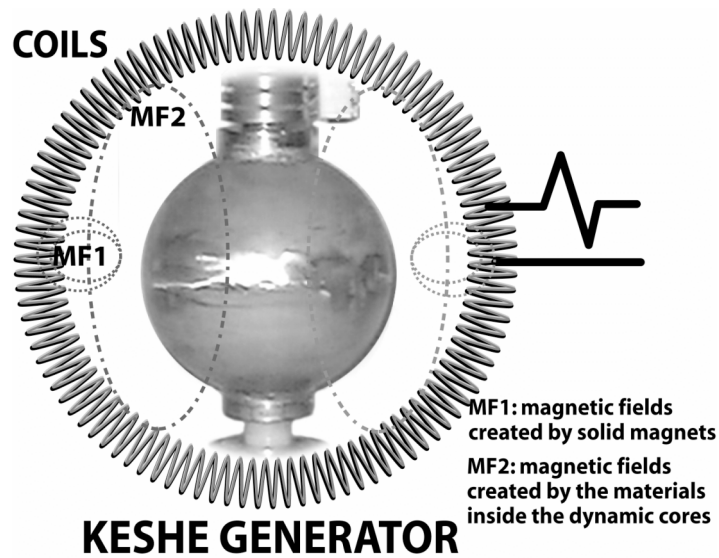 COILS
MF2
MF1
MF1: magnetic fields
created by solid magnets
MF2: magnetic fields
created by the materials
inside the dynamic cores
KESHE GENERATOR